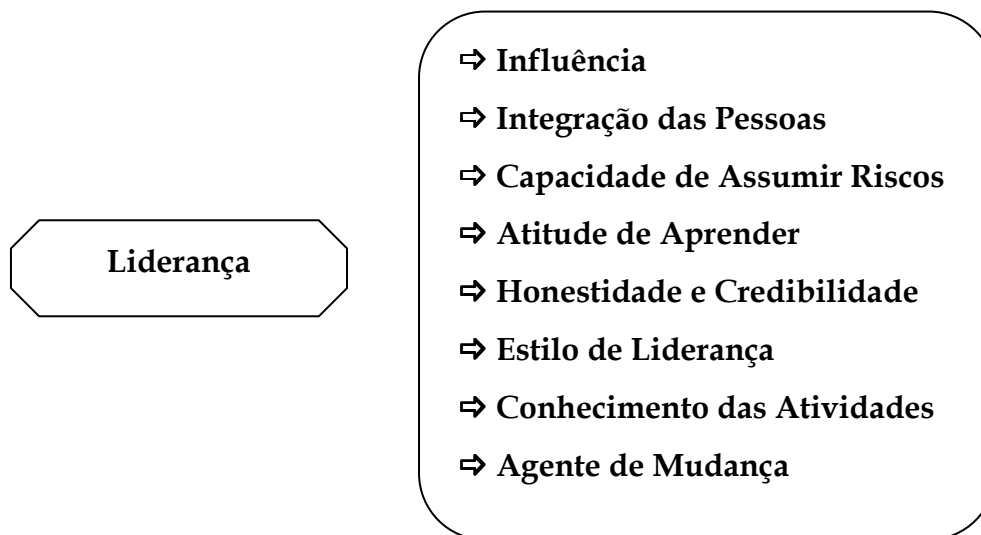 Liderança
⇨ Influência
⇨ Integração das Pessoas
⇨ Capacidade de Assumir Riscos
⇨ Atitude de Aprender
⇨ Honestidade e Credibilidade
⇨ Estilo de Liderança
⇨ Conhecimento das Atividades
⇨ Agente de Mudança